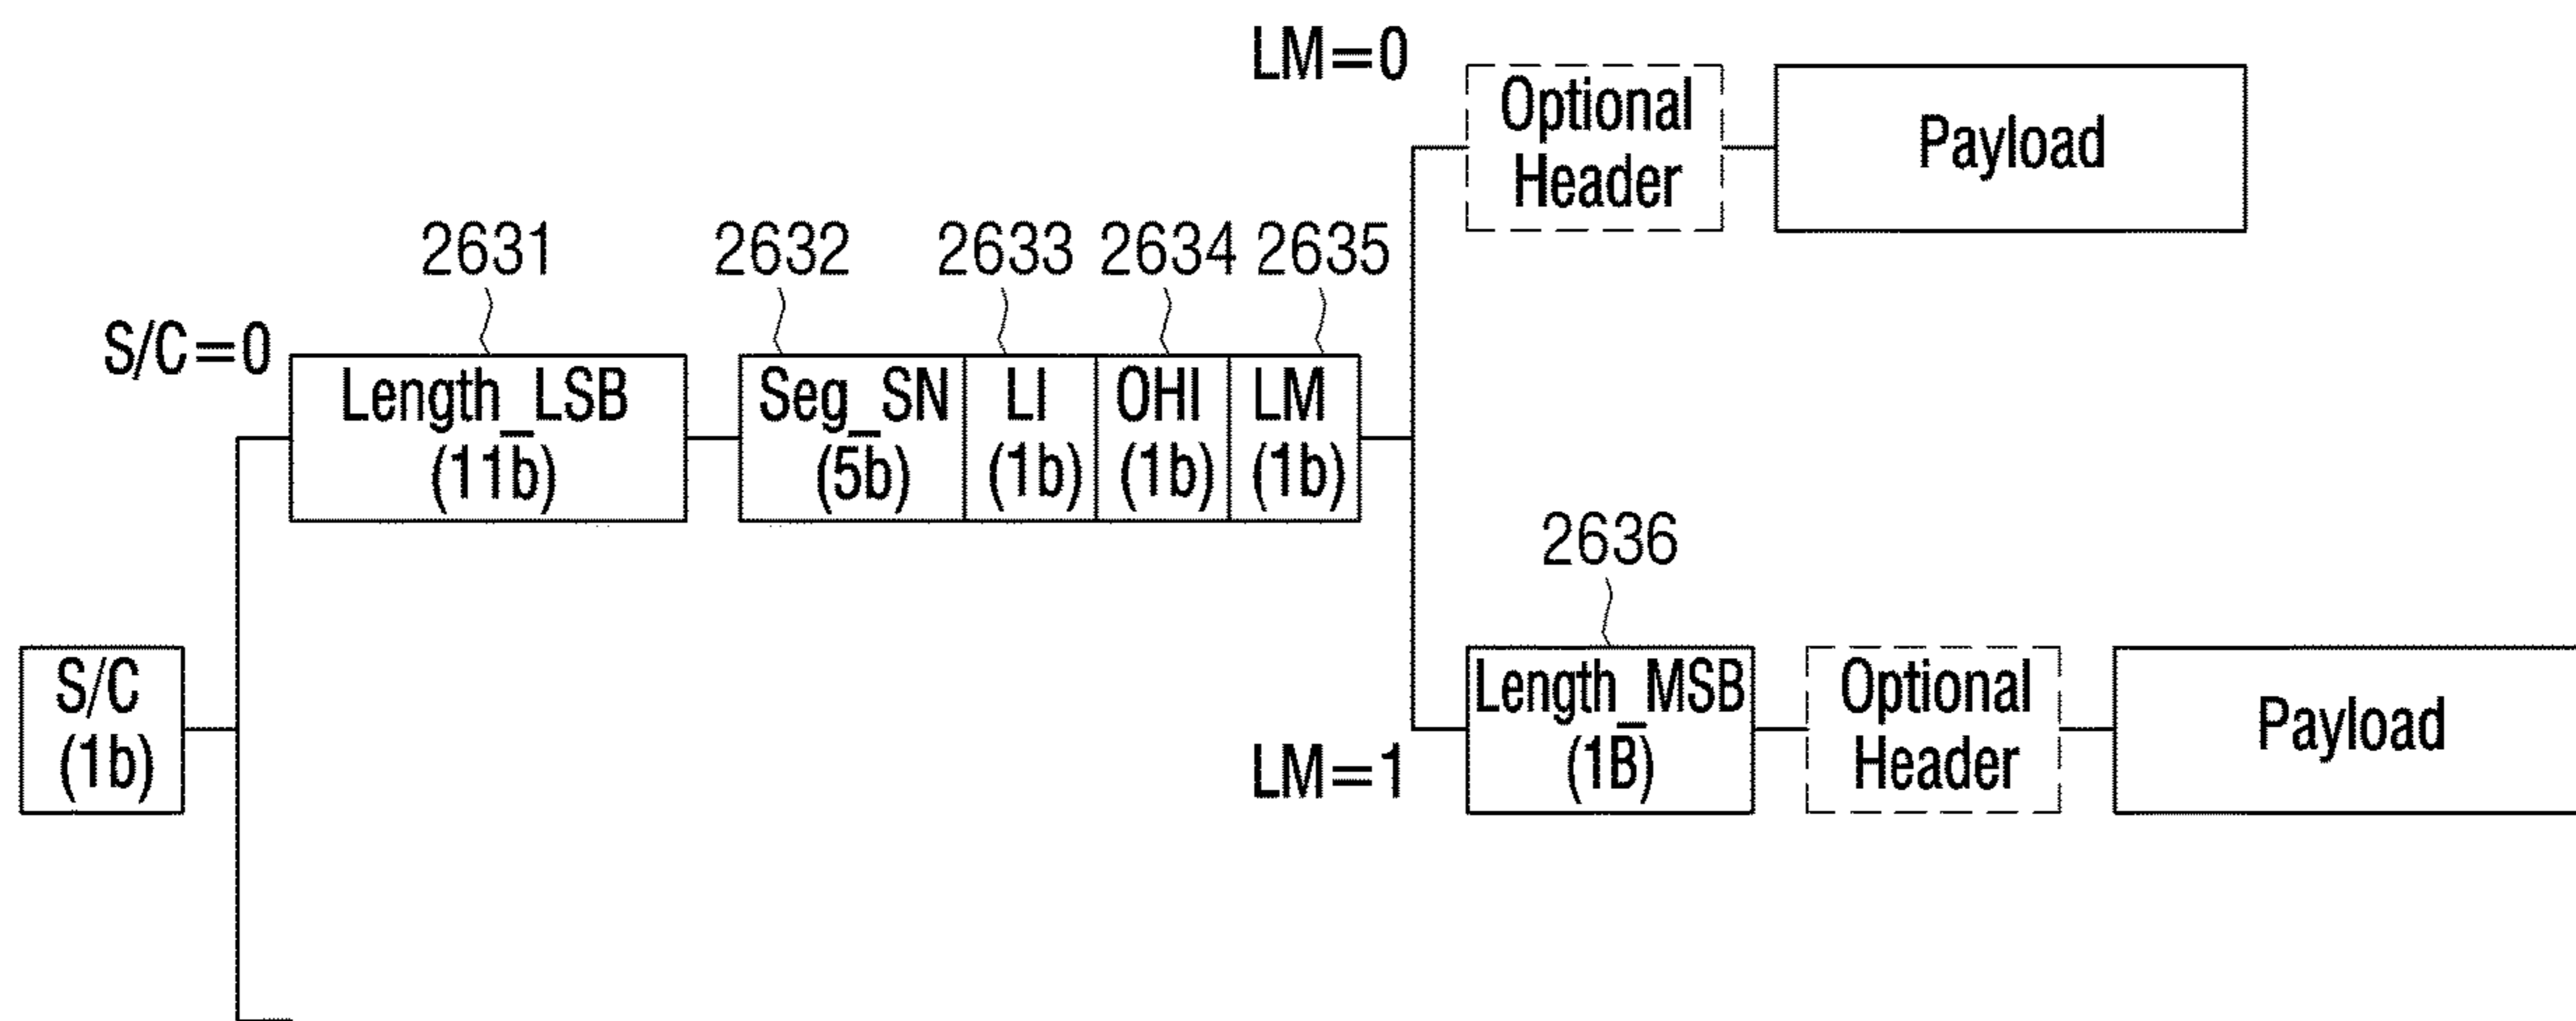 LM=0
Optional
Header
Payload
2631
2632
2633
2634
2635
S/C=0
Length_LSB
(11b)
Seg_SN
(5b)
LI
(1b)
OHI
(1b)
LM
(1b)
2636
S/C
(1b)
LM=1
Length_MSB
(1B)
Optional
Header
Payload